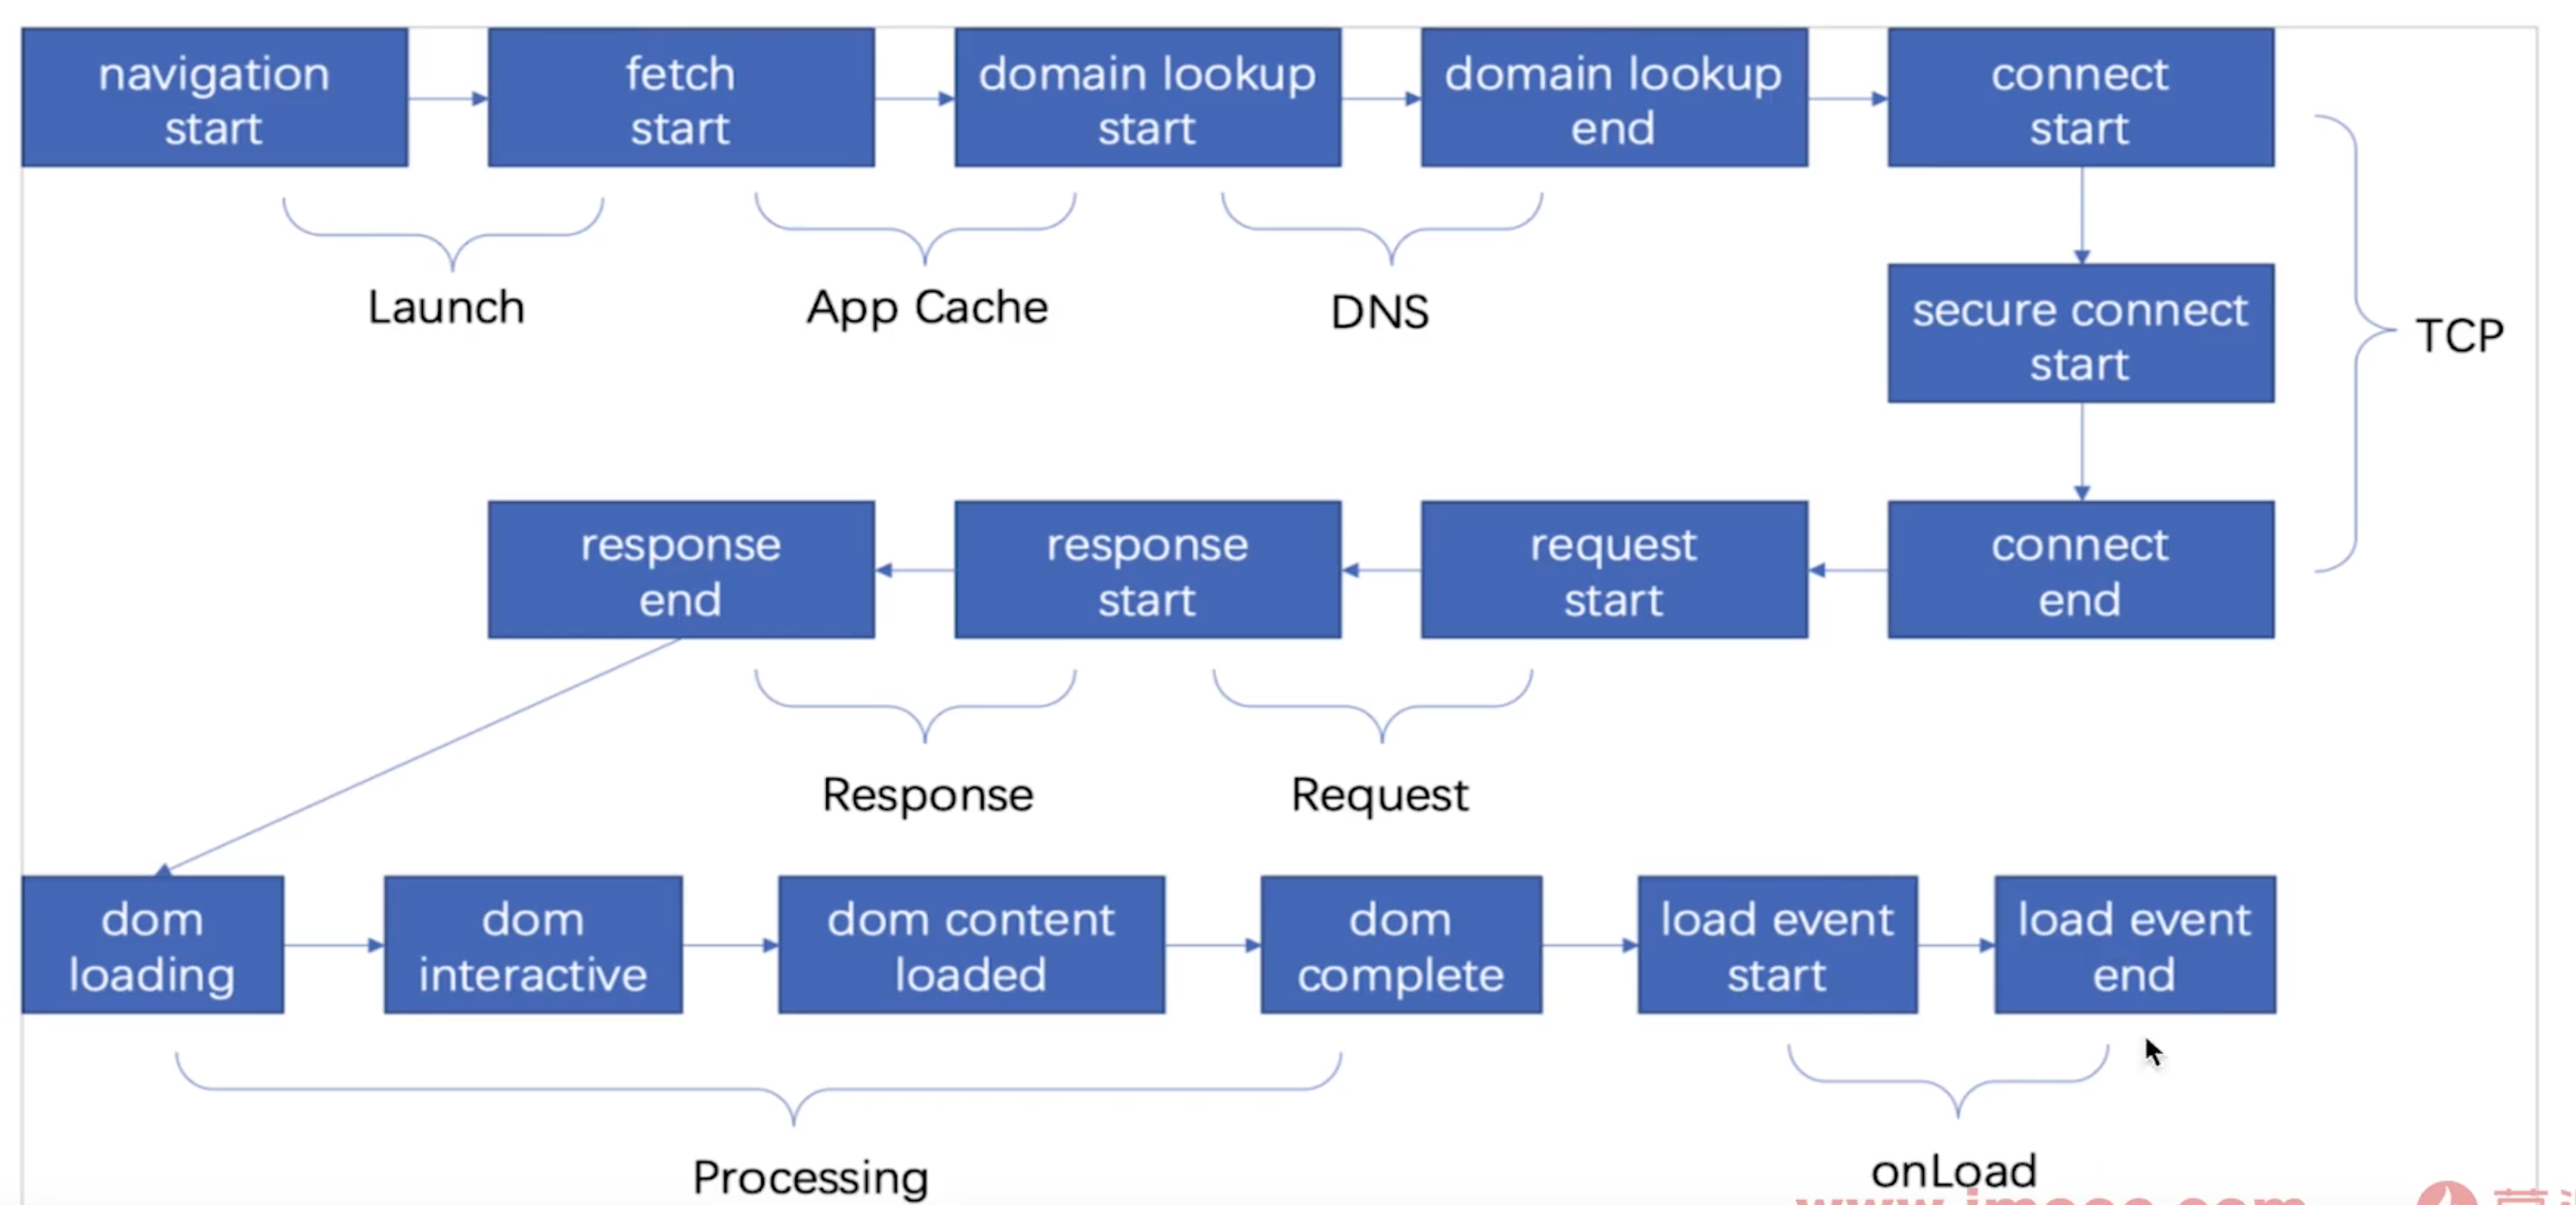 navigation
start
fetch
start
domain lookup
start
domain lookup
end
connect
start
Launch
App Cache
DNS
secure connect
start
TCP
response
end
response
start
request
start
connect
end
Response
Request
dom
loading
dom
interactive
dom content
loaded
dom
complete
load event
start
load event
end
Processing
onLoad